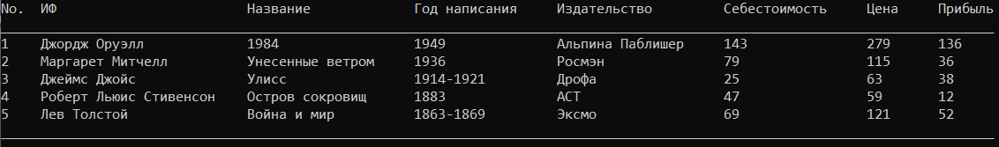 No. ИФ Название Год написания Издательство Себестоимость Цена Прибыль
1 Джордж Оруэлл 1984 1949 Альпина Паблишер 143 279 136
2 Маргарет Митчелл Унесенные ветром 1936 Росмэн 79 115 36
3 Джеймс Джойс Улисс 1914-1921 Дрофа 25 63 38
4 Роберт Льюис Стивенсон Остров сокровищ 1883 АСТ 47 59 12
5 Лев Толстой Война и мир 1863-1869 Эксмо 69 121 52